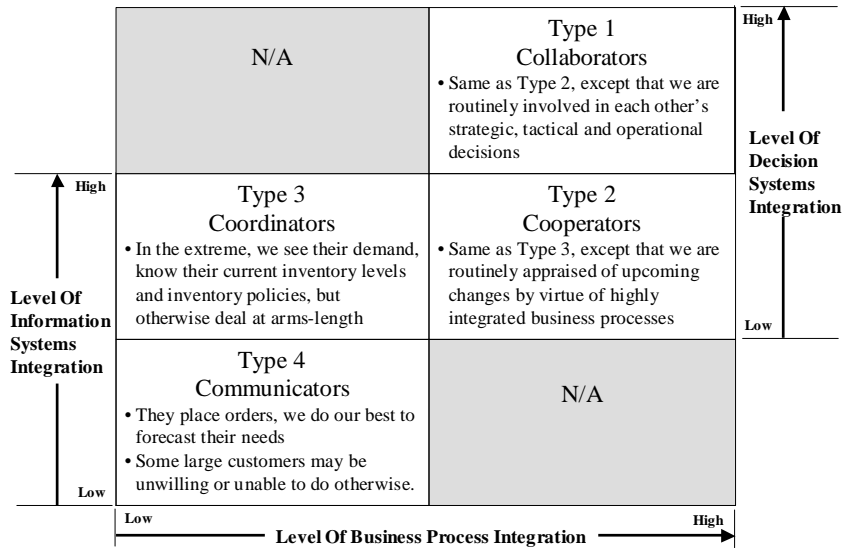 N/A
Type 1
Collaborators
• Same as Type 2, except that we are
routinely involved in each other's
strategic, tactical and operational
decisions
High
Level Of
Decision
Systems
Integration
Low
High
Level Of
Information
Systems
Integration
Low
Type 3
Coordinators
• In the extreme, we see their demand,
know their current inventory levels
and inventory policies, but
otherwise deal at arms-length
Type 2
Cooperators
• Same as Type 3, except that we are
routinely appraised of upcoming
changes by virtue of highly
integrated business processes
Type 4
Communicators
• They place orders, we do our best to
forecast their needs
• Some large customers may be
unwilling or unable to do otherwise.
N/A
Low
Level Of Business Process Integration
High